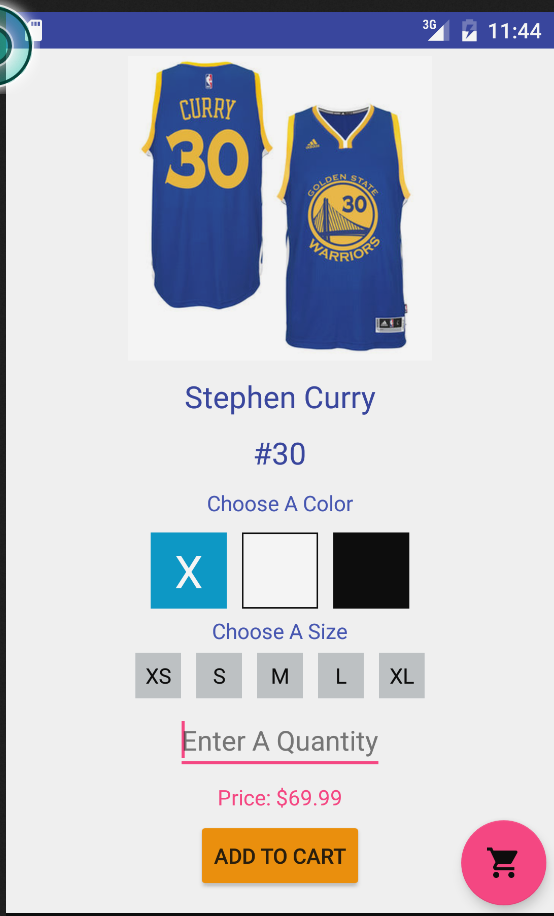 3G 11:44
CURRY
30
GOLDEN STATE
30
WARRIORS
Stephen Curry
#30
Choose A Color
X
Choose A Size
XS S M L XL
Enter A Quantity
Price: $69.99
ADD TO CART